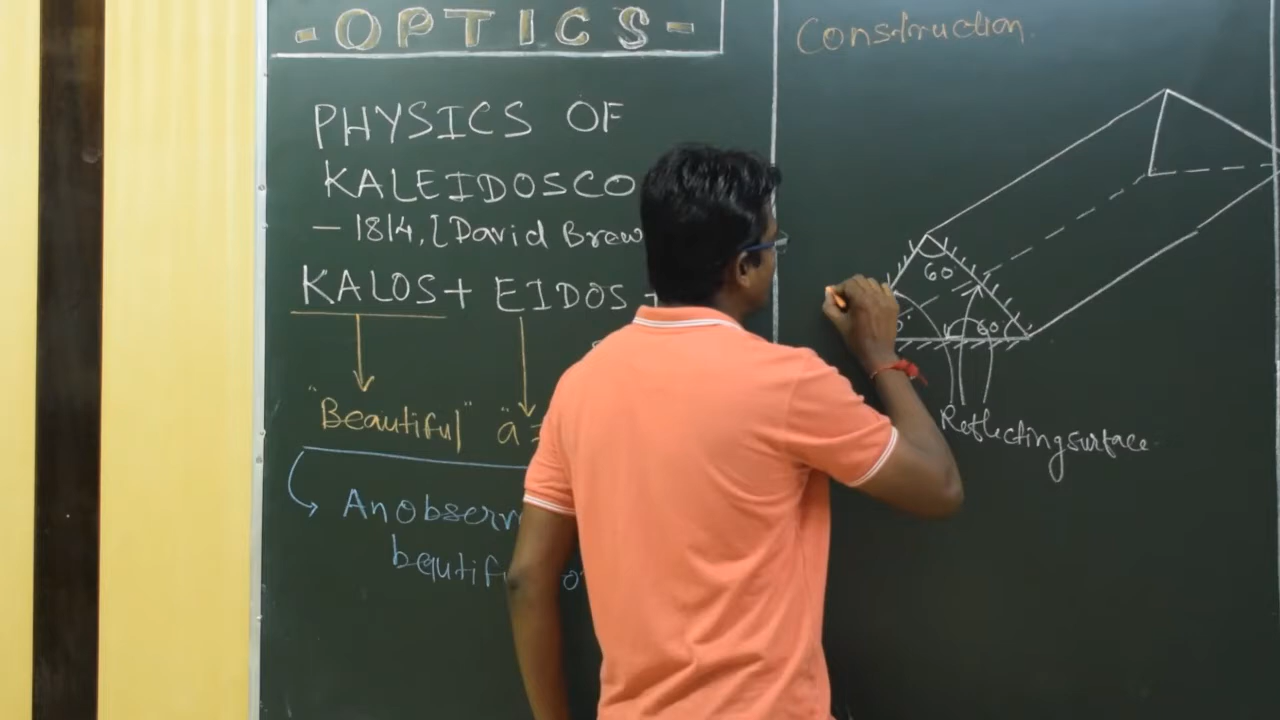 -OPTICS-
PHYSICS OF
KALEIDOSCO
- 1814, [David Brew
KALOS + EIDOS +
"Beautiful" "a
An observ
beautif
Construction
60
60
Reflecting surface